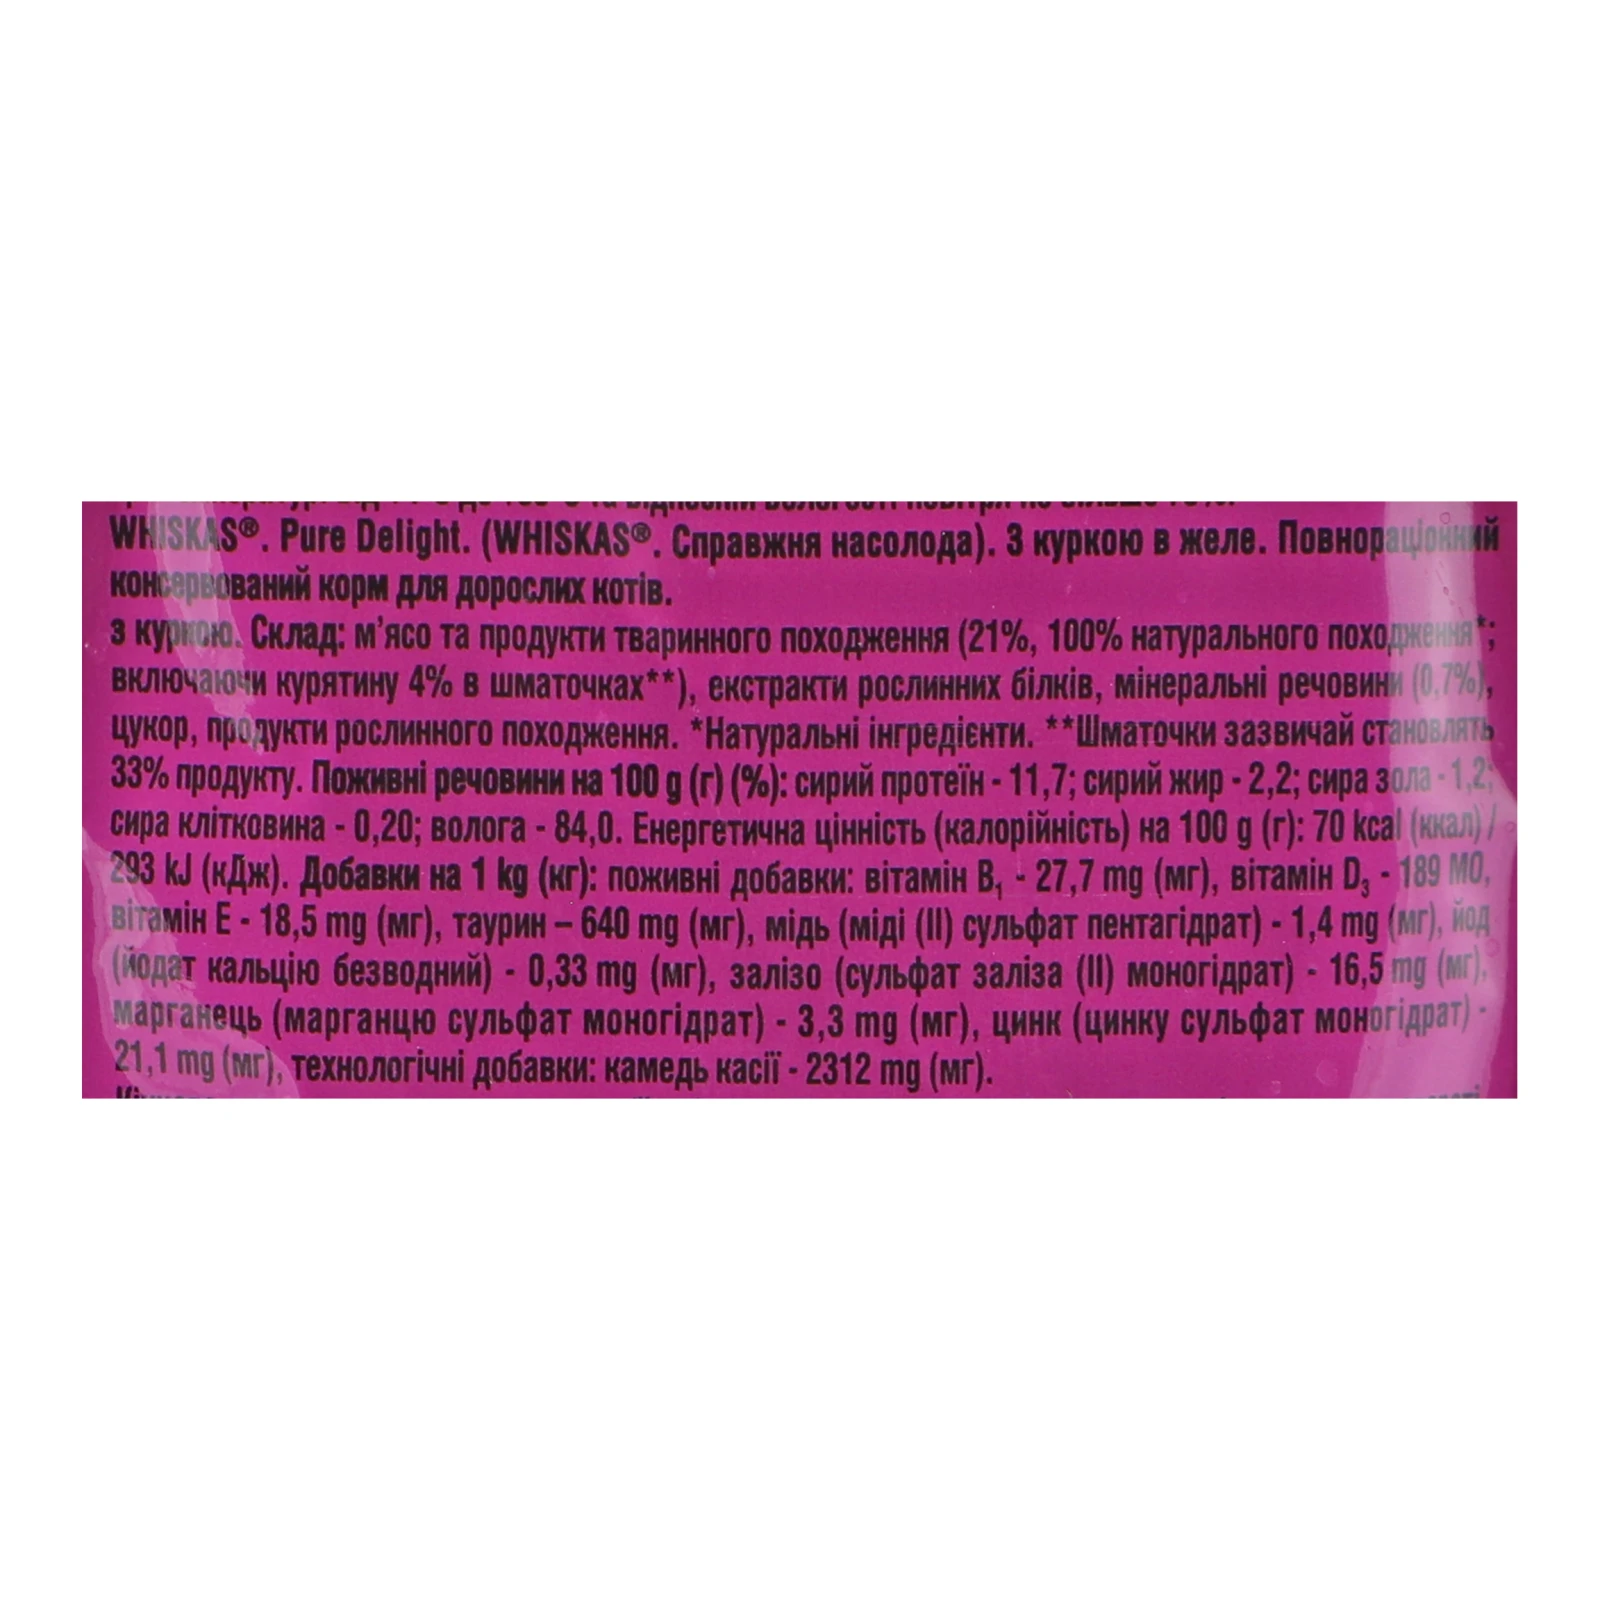 WHISKAS®. Pure Delight. (WHISKAS®. Справжня насолода). З куркою в желе. Повнораціонний
консервований корм для дорослих котів.
з куркою. Склад: м’ясо та продукти тваринного походження (21%, 100% натурального походження*;
включаючи курятину 4% в шматочках**), екстракти рослинних білків, мінеральні речовини (0,7%),
цукор, продукти рослинного походження. *Натуральні інгредієнти. **Шматочки зазвичай становлять
33% продукту. Поживні речовини на 100 g (г) (%): сирий протеїн - 11,7; сирий жир - 2,2; сира зола - 1,2;
сира клітковина - 0,20; волога - 84,0. Енергетична цінність (калорійність) на 100 g (г): 70 kcal (ккал) /
293 kJ (кДж). Добавки на 1 kg (кг): поживні добавки: вітамін B₁ - 27,7 mg (мг), вітамін D₃ - 189 МО,
вітамін Е - 18,5 mg (мг), таурин – 640 mg (мг), мідь (міді (II) сульфат пентагідрат) - 1,4 mg (мг), йод
(йодат кальцію безводний) - 0,33 mg (мг), залізо (сульфат заліза (II) моногідрат) - 16,5 mg (мг),
марганець (марганцю сульфат моногідрат) - 3,3 mg (мг), цинк (цинку сульфат моногідрат) -
21,1 mg (мг), технологічні добавки: камедь касії - 2312 mg (мг).